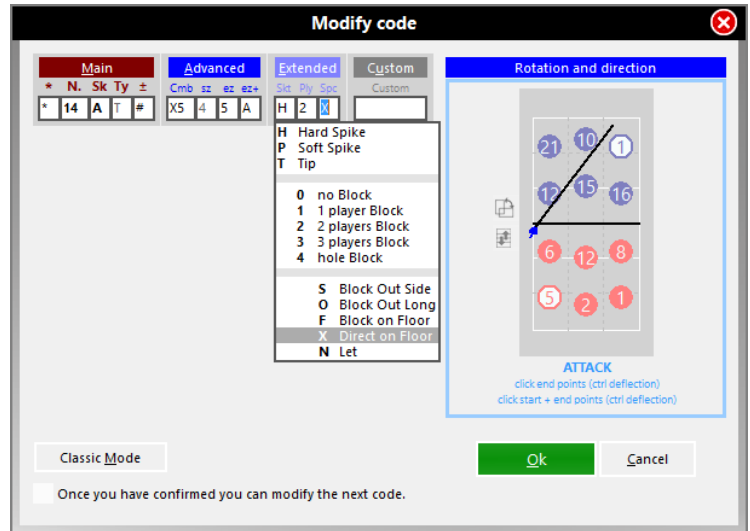 Modify code
Main Advanced Extended Custom Rotation and direction
* N. Sk Ty ± Cmb sz ez ez+ Skt Ply Spc Custom
* 14 A T # X5 4 5 A H 2 X
H Hard Spike
P Soft Spike
T Tip
0 no Block
1 1 player Block
2 2 players Block
3 3 players Block
4 hole Block
S Block Out Side
O Block Out Long
F Block on Floor
X Direct on Floor
N Let
21 10 1
12 15 16
6 12 8
5 2 1
ATTACK
click end points (ctrl deflection)
click start + end points (ctrl deflection)
Classic Mode Ok Cancel
Once you have confirmed you can modify the next code.